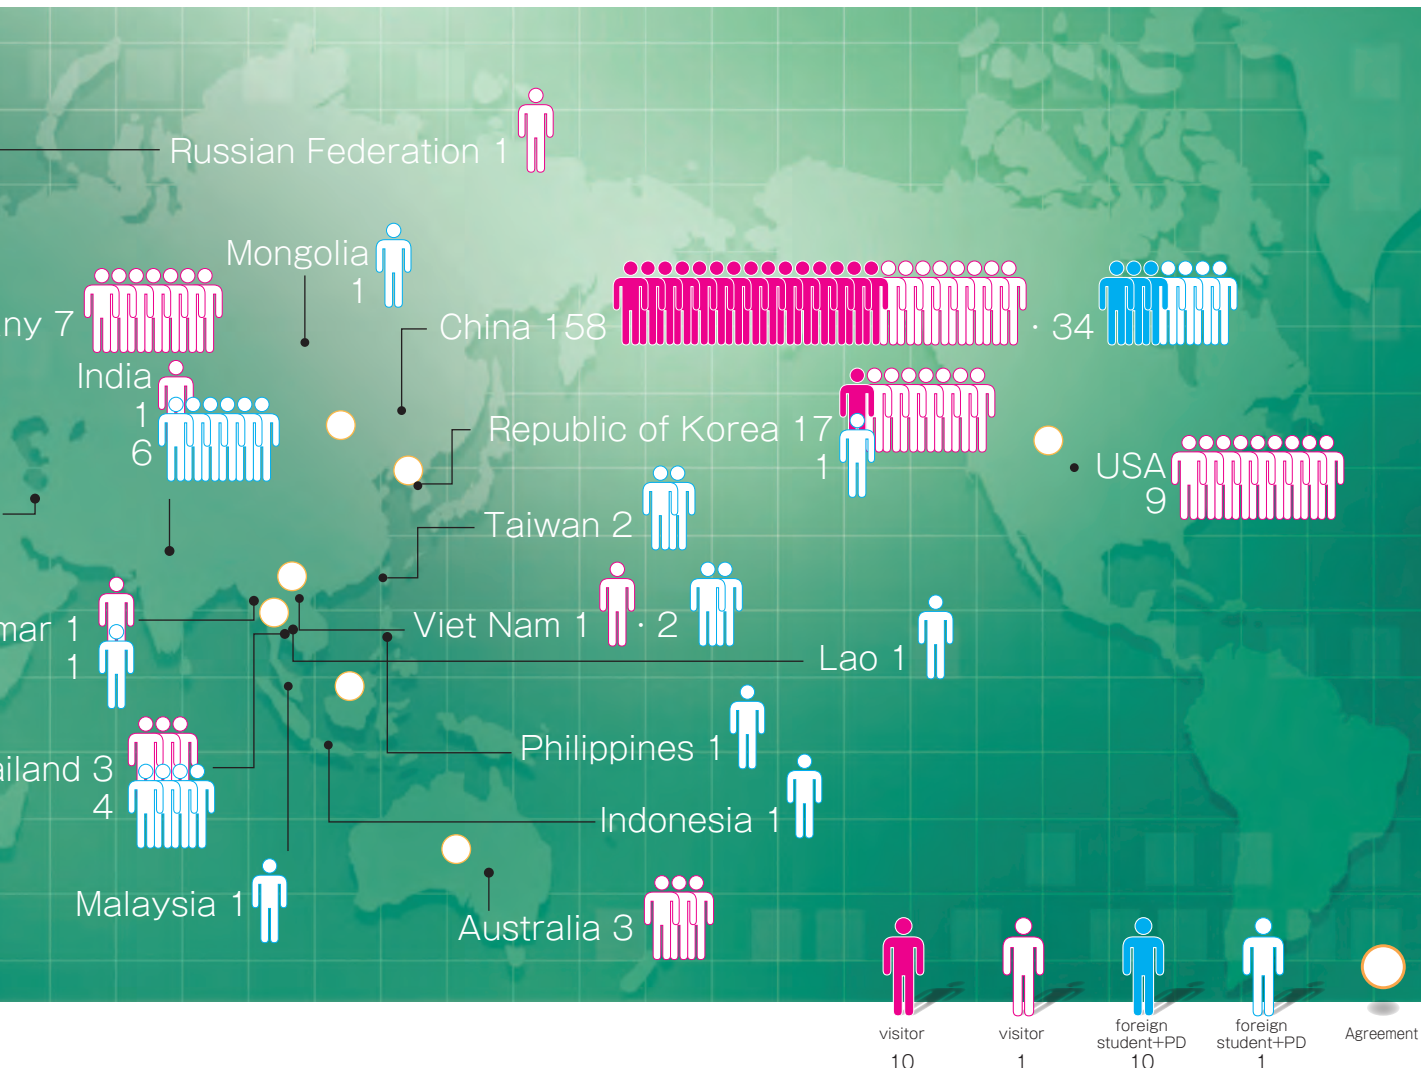 Russian Federation 1
Mongolia
1
ny 7
China 158
· 34
India
1
6
Republic of Korea 17
1
USA
9
Taiwan 2
mar 1
1
Viet Nam 1 · 2
Lao 1
Philippines 1
ailand 3
4
Indonesia 1
Malaysia 1
Australia 3
visitor
10
visitor
1
foreign
student+PD
10
foreign
student+PD
1
Agreement